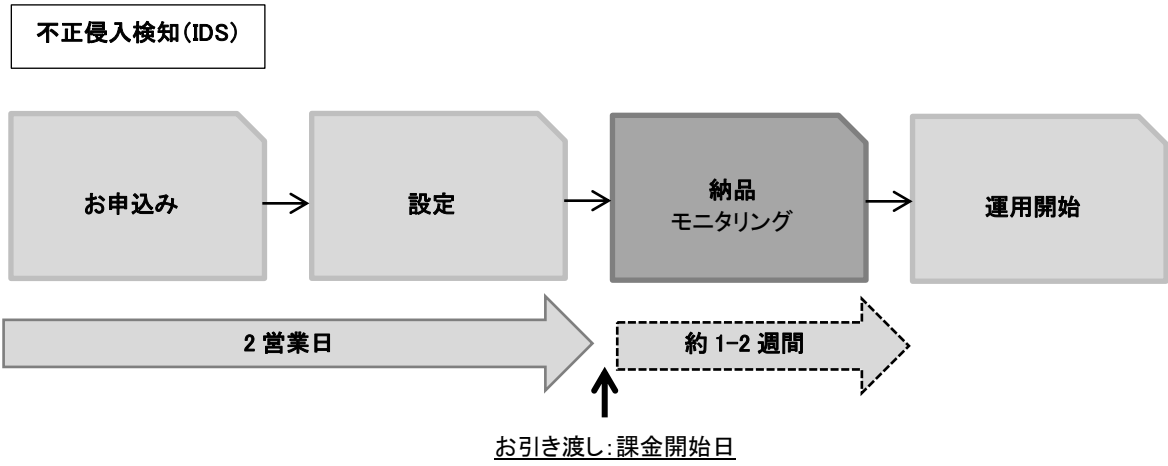 不正侵入検知(IDS)
お申込み
設定
納品
モニタリング
運用開始
2 営業日
約 1-2 週間
お引き渡し:課金開始日